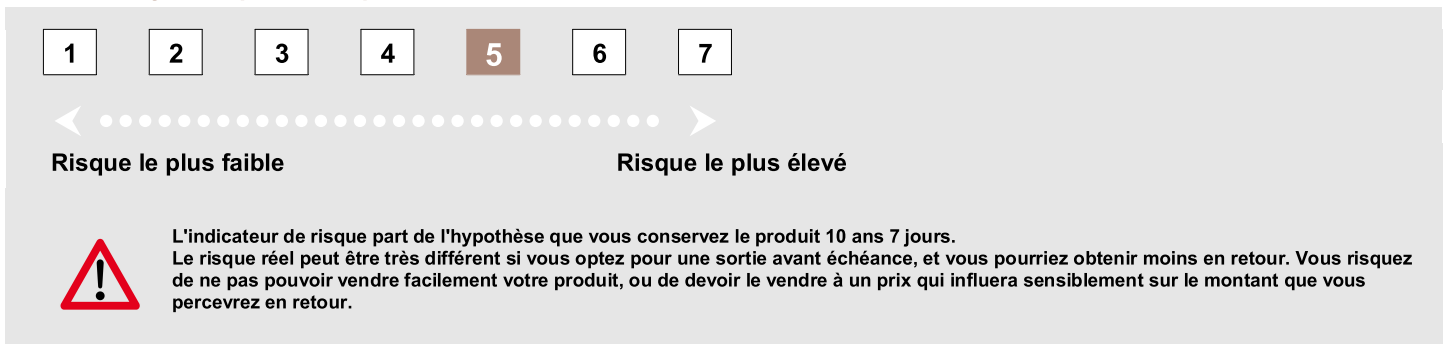 1 2 3 4 5 6 7
Risque le plus faible Risque le plus élevé
L'indicateur de risque part de l'hypothèse que vous conservez le produit 10 ans 7 jours.
Le risque réel peut être très différent si vous optez pour une sortie avant échéance, et vous pourriez obtenir moins en retour. Vous risquez
de ne pas pouvoir vendre facilement votre produit, ou de devoir le vendre à un prix qui influera sensiblement sur le montant que vous
percevrez en retour.